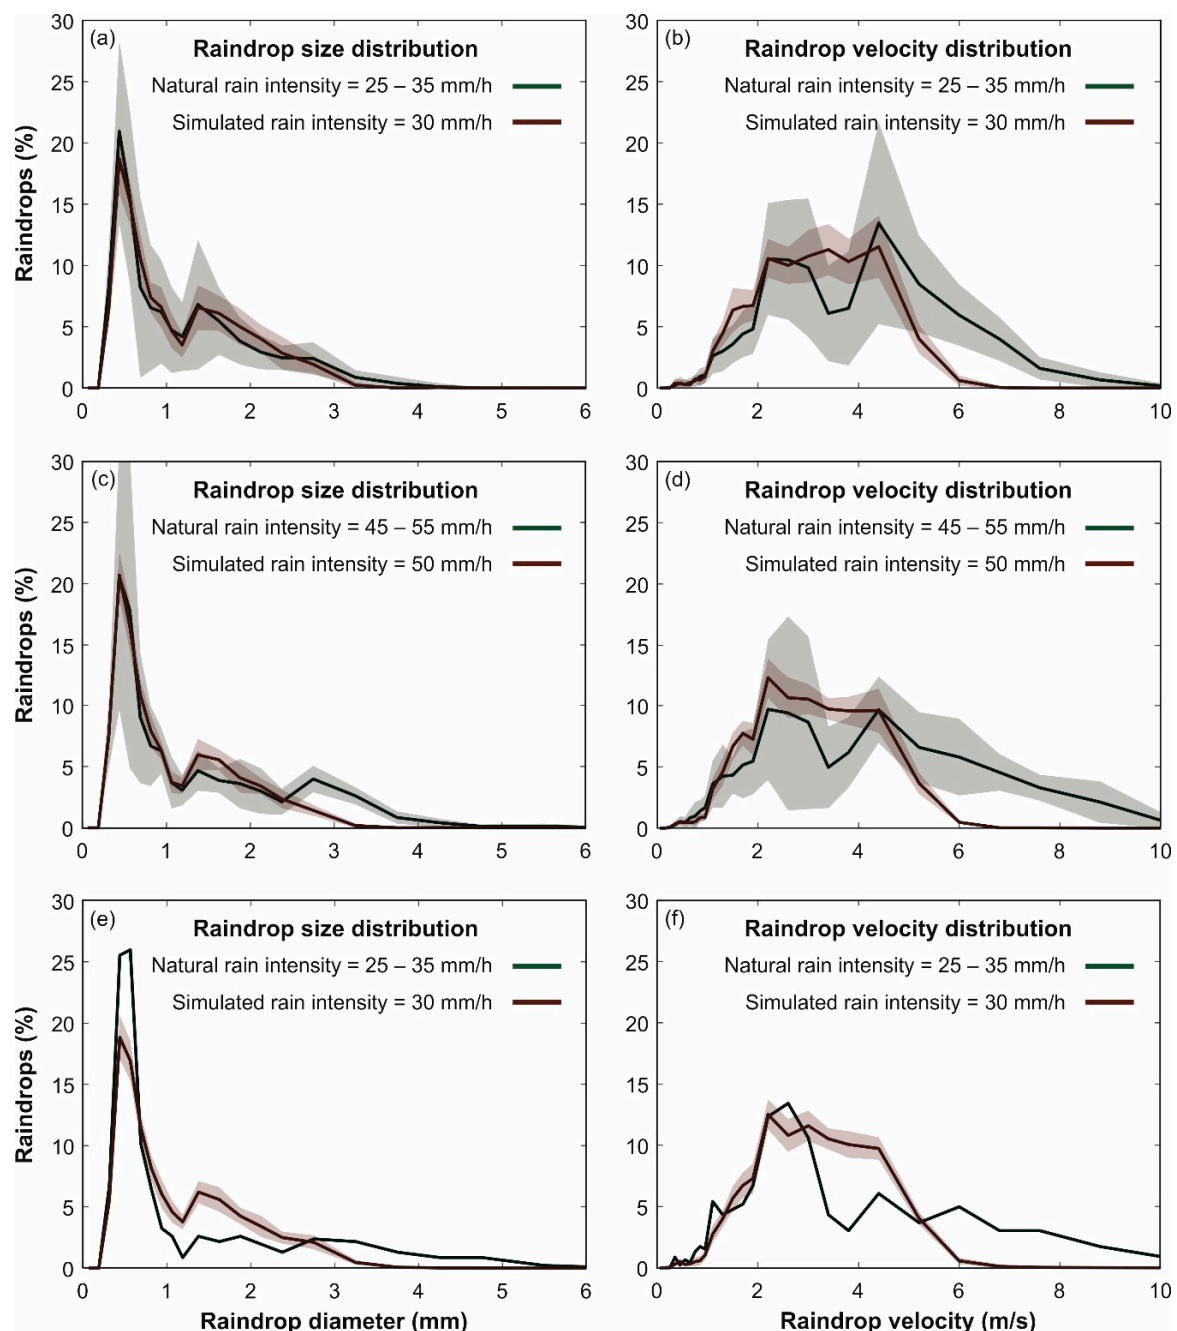 30
(a)
Raindrop size distribution
25
Natural rain intensity = 25 – 35 mm/h
20
Simulated rain intensity = 30 mm/h
15
10
5
0
0 1 2 3 4 5 6
Raindrops (%)
30
(b)
Raindrop velocity distribution
25
Natural rain intensity = 25 – 35 mm/h
20
Simulated rain intensity = 30 mm/h
15
10
5
0
0 2 4 6 8 10
30
(c)
Raindrop size distribution
25
Natural rain intensity = 45 – 55 mm/h
20
Simulated rain intensity = 50 mm/h
15
10
5
0
0 1 2 3 4 5 6
Raindrops (%)
30
(d)
Raindrop velocity distribution
25
Natural rain intensity = 45 – 55 mm/h
20
Simulated rain intensity = 50 mm/h
15
10
5
0
0 2 4 6 8 10
30
(e)
Raindrop size distribution
25
Natural rain intensity = 25 – 35 mm/h
20
Simulated rain intensity = 30 mm/h
15
10
5
0
0 1 2 3 4 5 6
Raindrops (%)
Raindrop diameter (mm)
30
(f)
Raindrop velocity distribution
25
Natural rain intensity = 25 – 35 mm/h
20
Simulated rain intensity = 30 mm/h
15
10
5
0
0 2 4 6 8 10
Raindrop velocity (m/s)